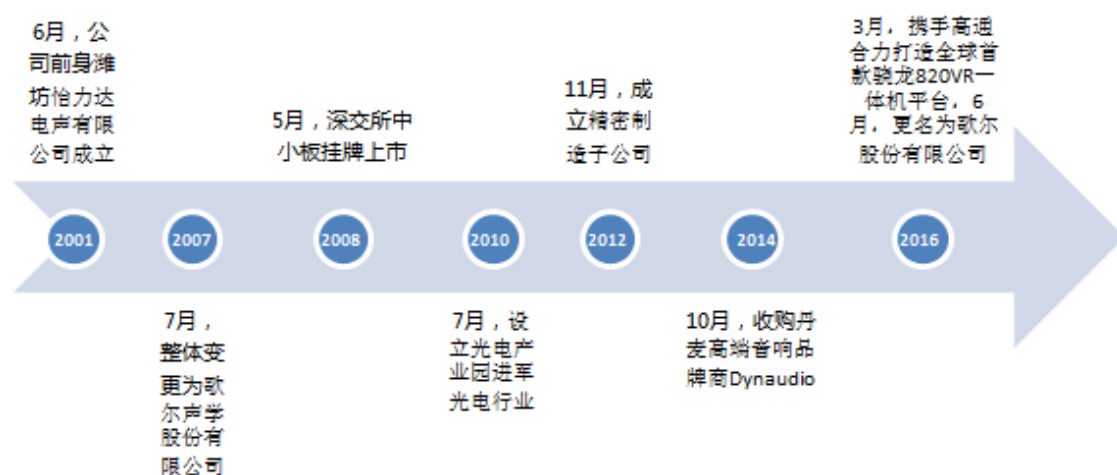 6月，公
司前身潍
坊怡力达
电声有限
公司成立
5月，深交所中
小板挂牌上市
11月，成
立精密制
造子公司
3月，携手高通
合力打造全球首
款骁龙820VR一
体机平台，6
月，更名为歌尔
股份有限公司
2001
2007
2008
2010
2012
2014
2016
7月，
整体变
更为歌
尔声学
股份有
限公司
7月，设
立光电产
业园进军
光电行业
10月，收购丹
麦高端音响品
牌商Dynaudio